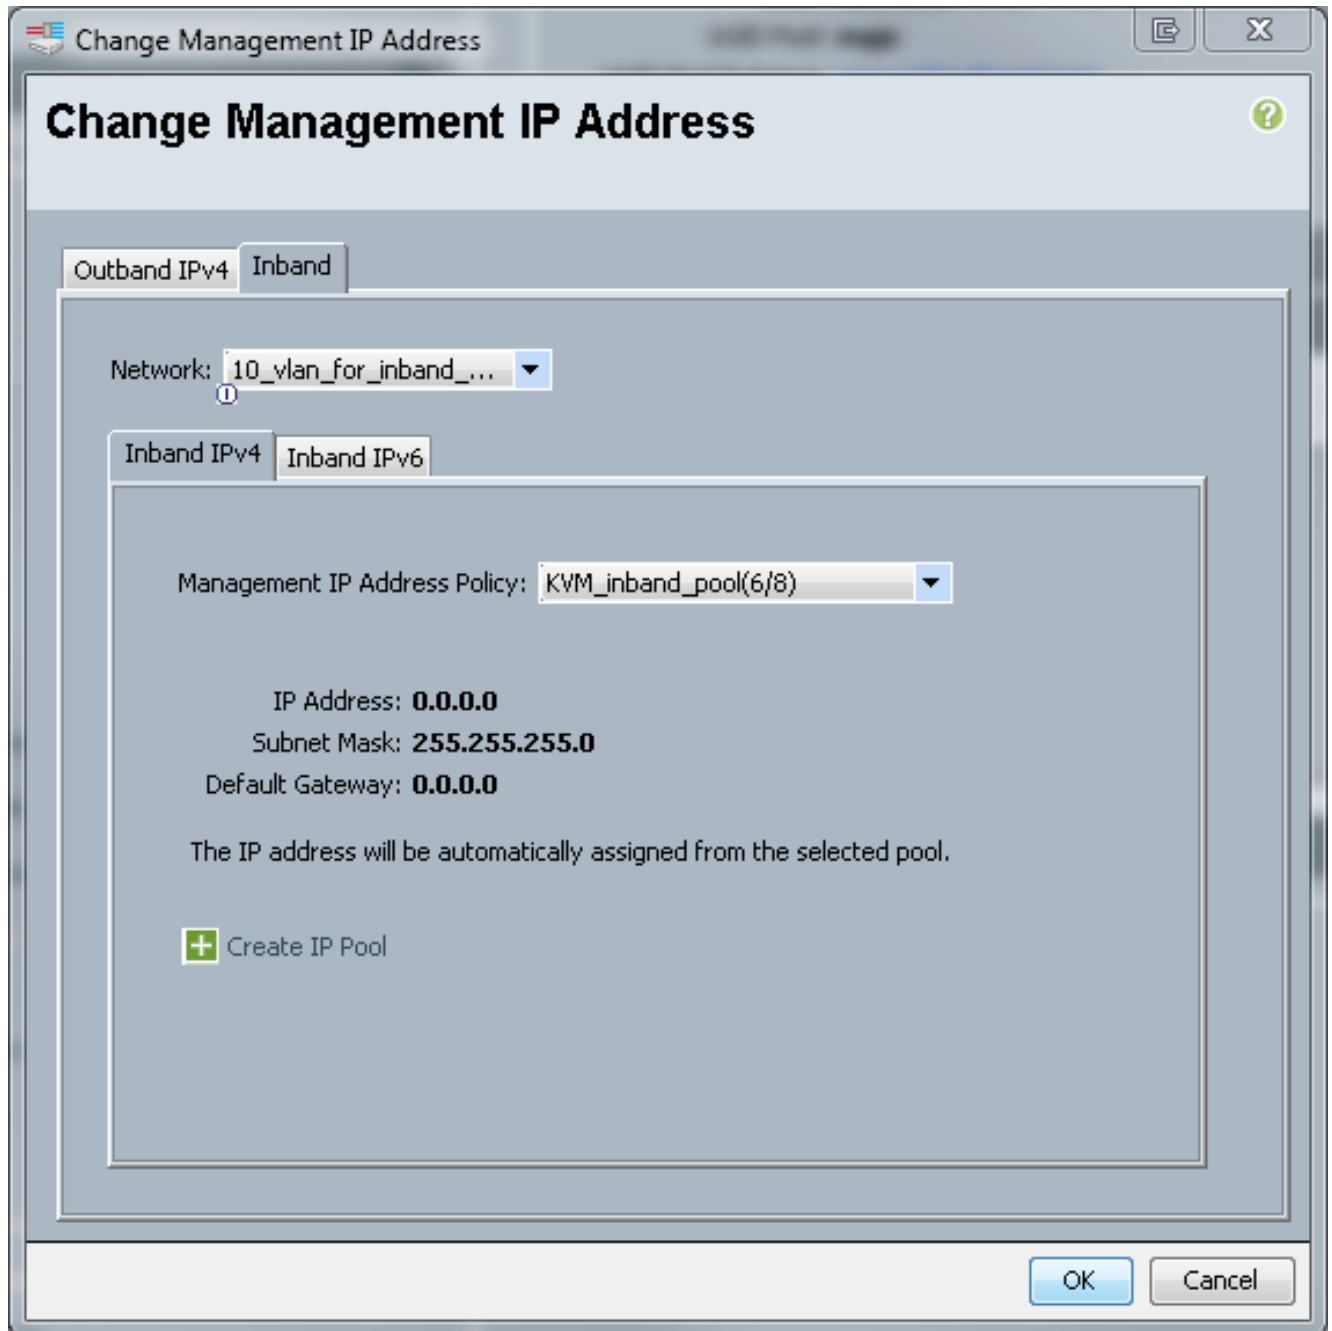 Change Management IP Address
Change Management IP Address
Outband IPv4 Inband
Network: 10_vlan_for_inband_...
Inband IPv4 Inband IPv6
Management IP Address Policy: KVM_inband_pool(6/8)
IP Address: 0.0.0.0
Subnet Mask: 255.255.255.0
Default Gateway: 0.0.0.0
The IP address will be automatically assigned from the selected pool.
Create IP Pool
OK Cancel